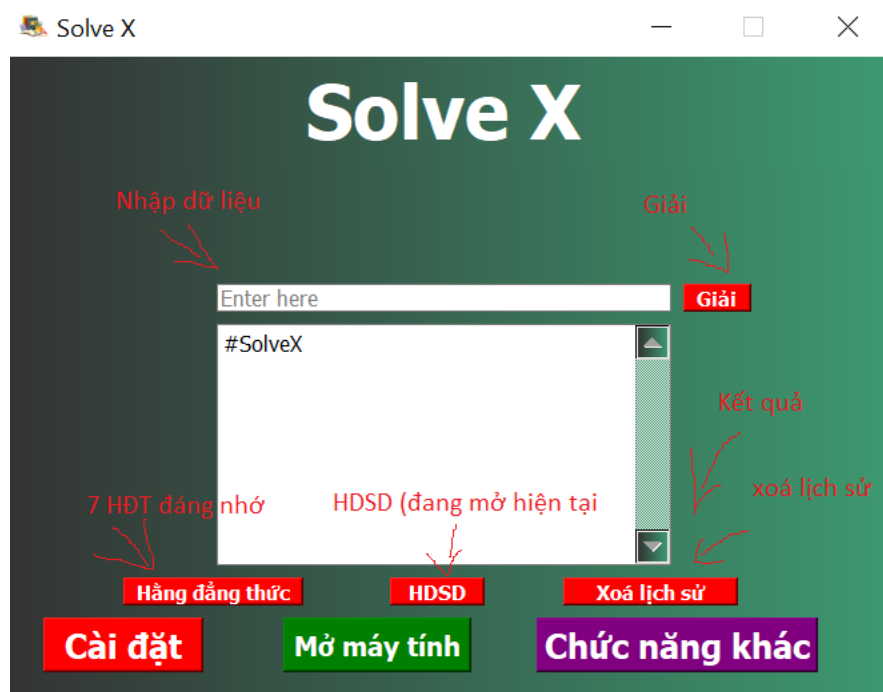 Solve X
Solve X
Nhập dữ liệu
Giải
Enter here
Giải
#SolveX
Kết quả
xoá lịch sử
7 HĐT đáng nhớ
HDSD (đang mở hiện tại
Hằng đẳng thức
HDSD
Xoá lịch sử
Cài đặt
Mở máy tính
Chức năng khác